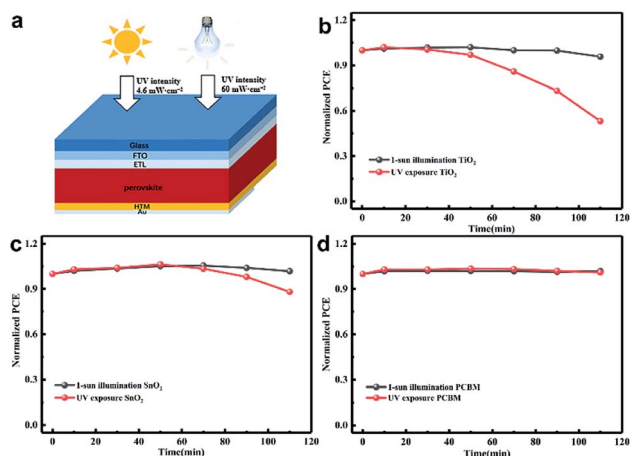 a
UV intensity
4.6 mW·cm⁻²
UV intensity
60 mW·cm⁻²
Glass
FTO
ETL
perovskite
HTM
Au
b
Normalized PCE
1.2
0.9
0.6
0.3
0.0
1-sun illumination TiO₂
UV exposure TiO₂
0 20 40 60 80 100 120
Time(min)
c
Normalized PCE
1.2
0.9
0.6
0.3
0.0
1-sun illumination SnO₂
UV exposure SnO₂
0 20 40 60 80 100 120
Time(min)
d
Normalized PCE
1.2
0.9
0.6
0.3
0.0
1-sun illumination PCBM
UV exposure PCBM
0 20 40 60 80 100 120
Time(min)